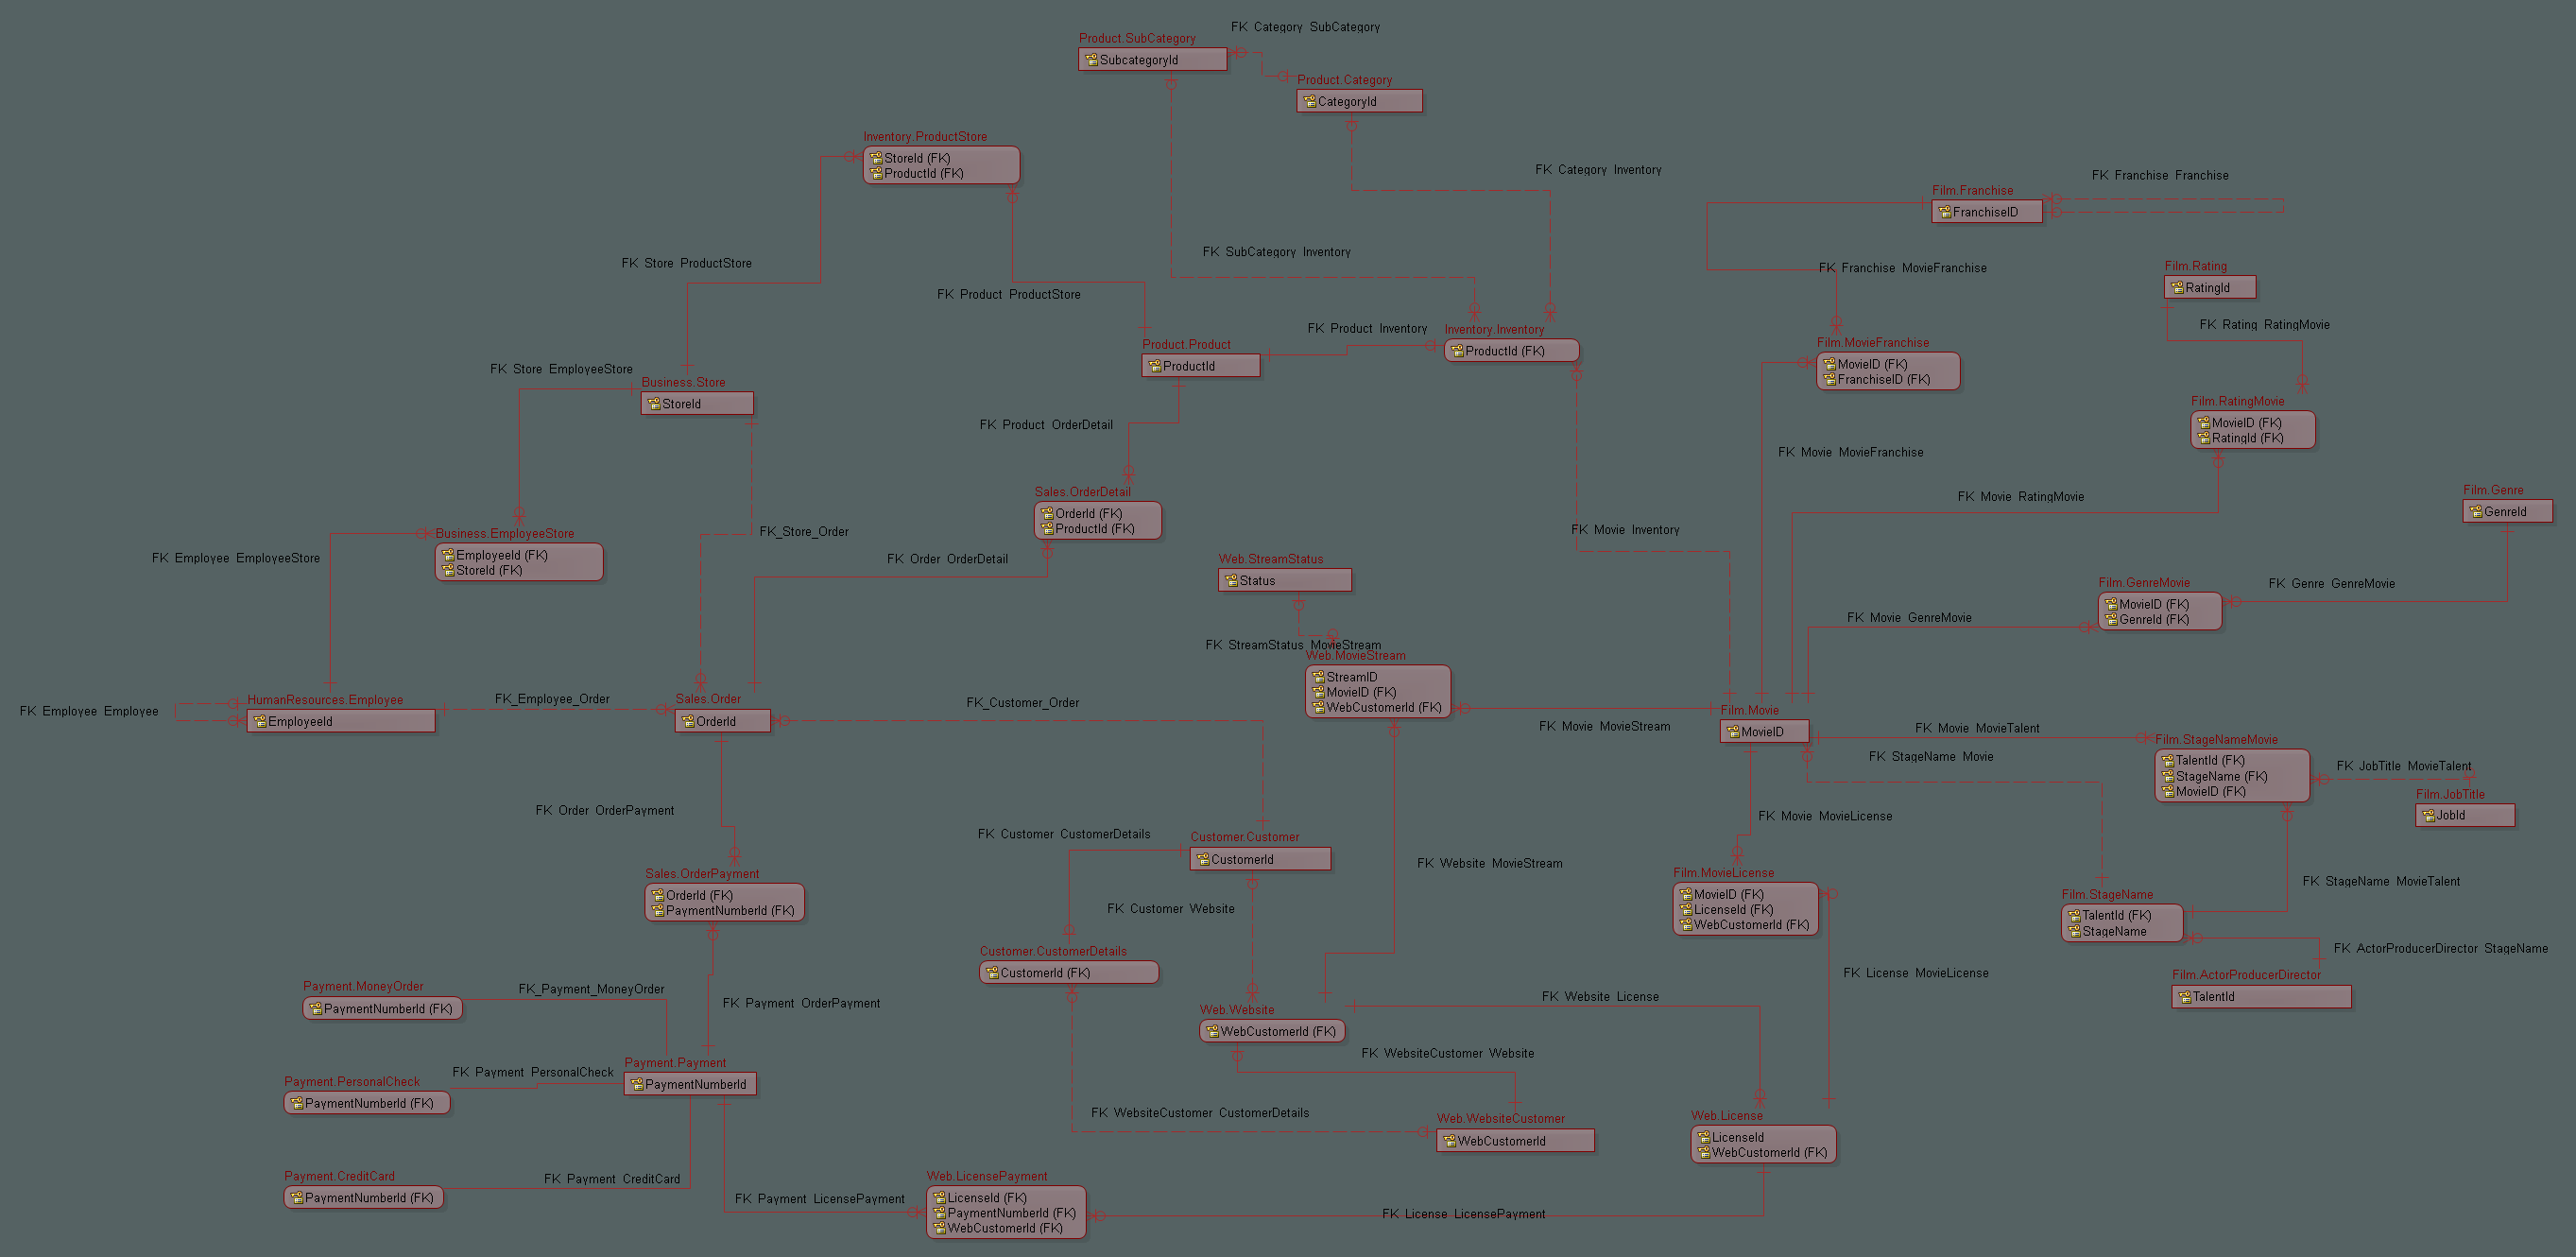 FK Category SubCategory
Product.SubCategory
SubcategoryId
Product.Category
CategoryId
Inventory.ProductStore
StoreId (FK)
ProductId (FK)
FK Category Inventory
FK Franchise Franchise
Film.Franchise
FranchiseID
FK SubCategory Inventory
FK Store ProductStore
FK Franchise MovieFranchise
Film.Rating
RatingId
FK Product ProductStore
FK Product Inventory
Inventory.Inventory
ProductId (FK)
FK Rating RatingMovie
Product.Product
ProductId
Film.MovieFranchise
MovieID (FK)
FranchiseID (FK)
FK Store EmployeeStore
Business.Store
StoreId
Film.RatingMovie
MovieID (FK)
RatingId (FK)
FK Product OrderDetail
FK Movie MovieFranchise
Sales.OrderDetail
OrderId (FK)
ProductId (FK)
FK Movie RatingMovie
Film.Genre
GenreId
Business.EmployeeStore
EmployeeId (FK)
StoreId (FK)
FK_Store_Order
FK Movie Inventory
FK Employee EmployeeStore
FK Order OrderDetail
Web.StreamStatus
Status
Film.GenreMovie
MovieID (FK)
GenreId (FK)
FK Genre GenreMovie
FK Movie GenreMovie
FK StreamStatus MovieStream
Web.MovieStream
StreamID
MovieID (FK)
WebCustomerId (FK)
HumanResources.Employee
EmployeeId
FK_Employee_Order
Sales.Order
OrderId
FK_Customer_Order
FK Employee Employee
Film.Movie
MovieID
FK Movie MovieStream
FK Movie MovieTalent
FK StageName Movie
Film.StageNameMovie
TalentId (FK)
StageName (FK)
MovieID (FK)
FK JobTitle MovieTalent
Film.JobTitle
JobId
FK Order OrderPayment
FK Movie MovieLicense
FK Customer CustomerDetails
Customer.Customer
CustomerId
FK Website MovieStream
Sales.OrderPayment
OrderId (FK)
PaymentNumberId (FK)
Film.MovieLicense
MovieID (FK)
LicenseId (FK)
WebCustomerId (FK)
FK StageName MovieTalent
Film.StageName
TalentId (FK)
StageName
FK Customer Website
Customer.CustomerDetails
CustomerId (FK)
FK ActorProducerDirector StageName
FK License MovieLicense
Film.ActorProducerDirector
TalentId
Payment.MoneyOrder
PaymentNumberId (FK)
FK_Payment_MoneyOrder
FK Payment OrderPayment
FK Website License
Web.Website
WebCustomerId (FK)
FK WebsiteCustomer Website
Payment.Payment
PaymentNumberId
FK Payment PersonalCheck
Payment.PersonalCheck
PaymentNumberId (FK)
FK WebsiteCustomer CustomerDetails
Web.WebsiteCustomer
WebCustomerId
Web.License
LicenseId
WebCustomerId (FK)
Payment.CreditCard
PaymentNumberId (FK)
FK Payment CreditCard
FK Payment LicensePayment
Web.LicensePayment
LicenseId (FK)
PaymentNumberId (FK)
WebCustomerId (FK)
FK License LicensePayment